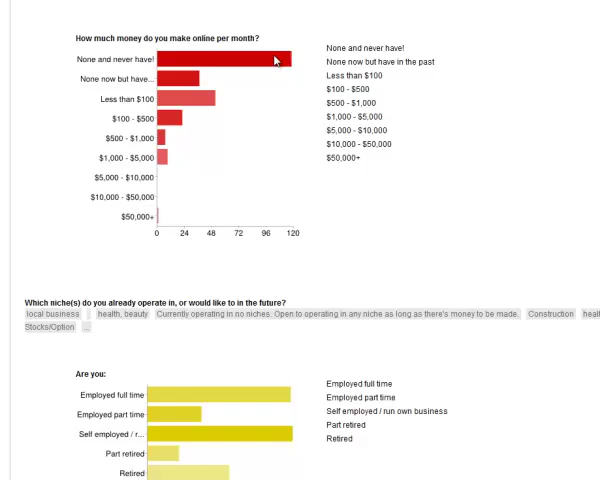 How much money do you make online per month?
None and never have!
None now but have...
Less than $100
$100 - $500
$500 - $1,000
$1,000 - $5,000
$5,000 - $10,000
$10,000 - $50,000
$50,000+
0 24 48 72 96 120
None and never have!
None now but have in the past
Less than $100
$100 - $500
$500 - $1,000
$1,000 - $5,000
$5,000 - $10,000
$10,000 - $50,000
$50,000+
Which niche(s) do you already operate in, or would like to in the future?
local business health, beauty Currently operating in no niches. Open to operating in any niche as long as there's money to be made. Construction healt
Stocks/Option ...
Are you:
Employed full time
Employed part time
Self employed / r...
Part retired
Retired
Employed full time
Employed part time
Self employed / run own business
Part retired
Retired